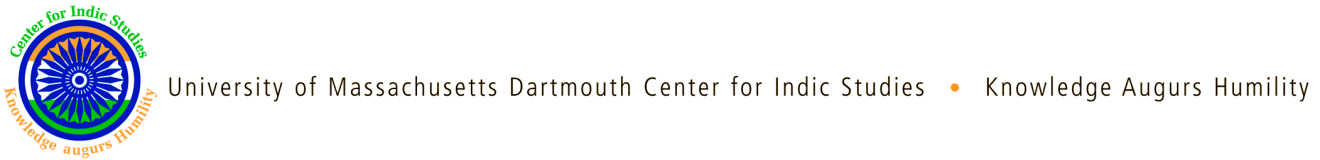 Center for Indic Studies
Knowledge augurs Humility
University of Massachusetts Dartmouth Center for Indic Studies • Knowledge Augurs Humility